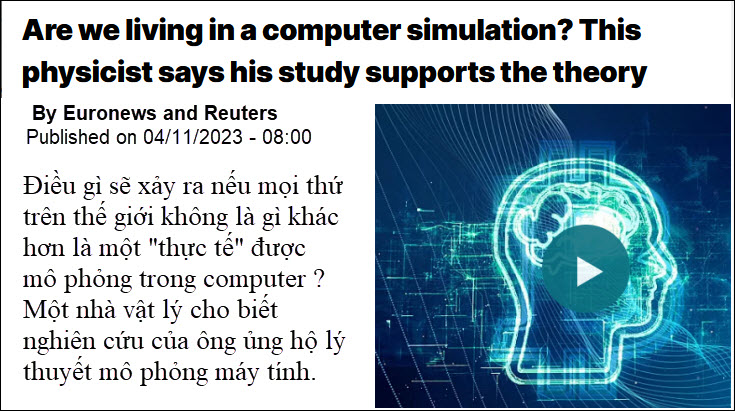 Are we living in a computer simulation? This
physicist says his study supports the theory
By Euronews and Reuters
Published on 04/11/2023 - 08:00
Điều gì sẽ xảy ra nếu mọi thứ
trên thế giới không là gì khác
hơn là một "thực tế" được
mô phỏng trong computer ?
Một nhà vật lý cho biết
nghiên cứu của ông ủng hộ lý
thuyết mô phỏng máy tính.